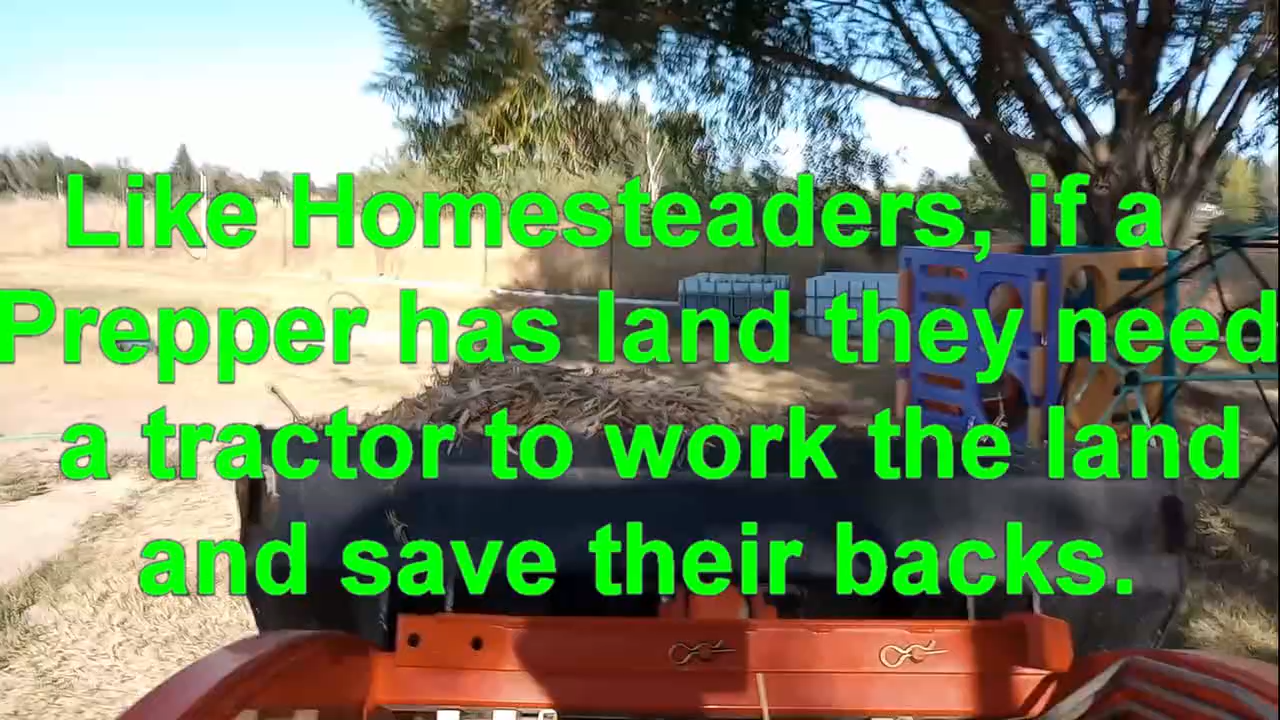 Like Homesteaders, if a
Prepper has land they need
a tractor to work the land
and save their backs.